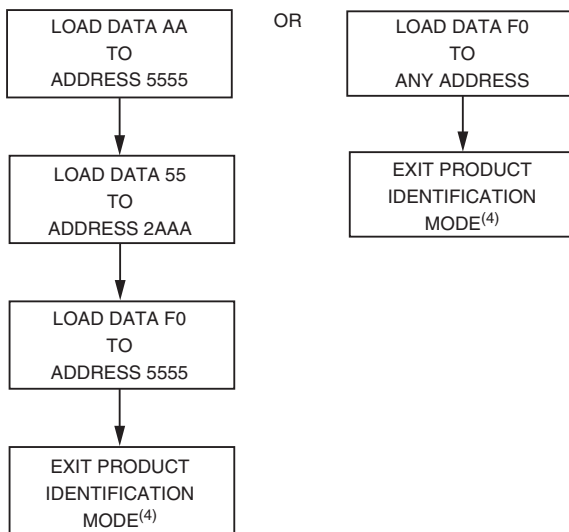 LOAD DATA AA
TO
ADDRESS 5555
LOAD DATA 55
TO
ADDRESS 2AAA
LOAD DATA F0
TO
ADDRESS 5555
EXIT PRODUCT
IDENTIFICATION
MODE(4)
OR
LOAD DATA F0
TO
ANY ADDRESS
EXIT PRODUCT
IDENTIFICATION
MODE(4)